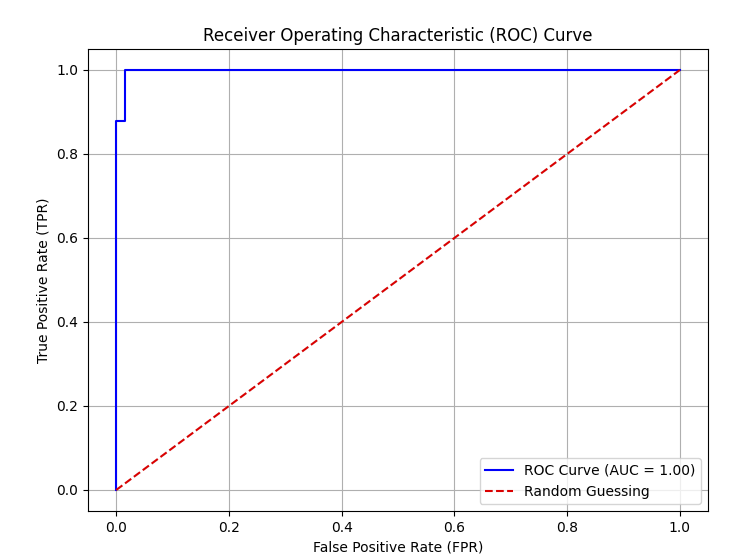 Receiver Operating Characteristic (ROC) Curve
True Positive Rate (TPR)
1.0
0.8
0.6
0.4
0.2
0.0
ROC Curve (AUC = 1.00)
Random Guessing
0.0 0.2 0.4 0.6 0.8 1.0
False Positive Rate (FPR)